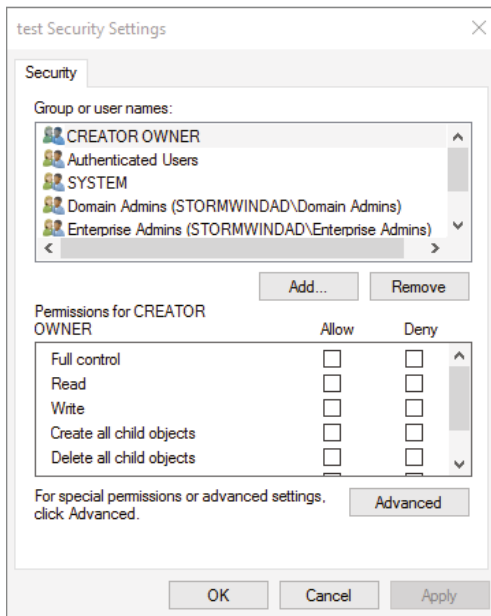 test Security Settings
Security
Group or user names:
CREATOR OWNER
Authenticated Users
SYSTEM
Domain Admins (STORMWINDAD\Domain Admins)
Enterprise Admins (STORMWINDAD\Enterprise Admins)
Add... Remove
Permissions for CREATOR
OWNER Allow Deny
Full control
Read
Write
Create all child objects
Delete all child objects
For special permissions or advanced settings,
click Advanced.
Advanced
OK Cancel Apply